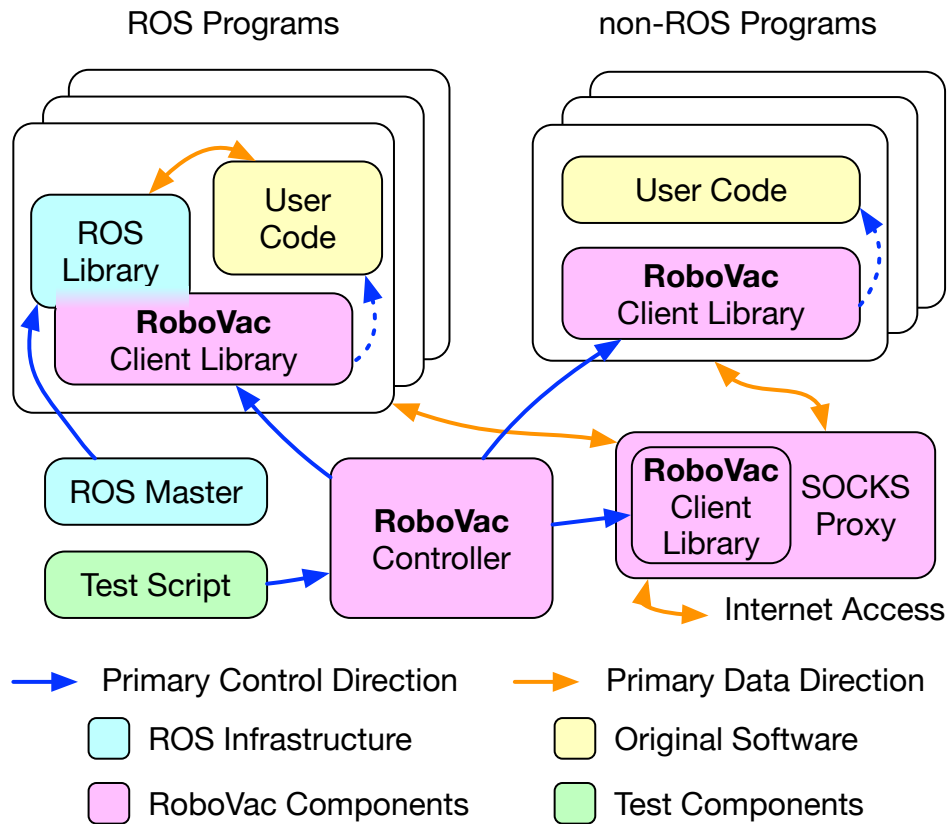 ROS Programs
non-ROS Programs
ROS
Library
User
Code
RoboVac
Client Library
User Code
RoboVac
Client Library
ROS Master
Test Script
RoboVac
Controller
RoboVac
Client
Library
SOCKS
Proxy
Internet Access
Primary Control Direction
Primary Data Direction
ROS Infrastructure
Original Software
RoboVac Components
Test Components